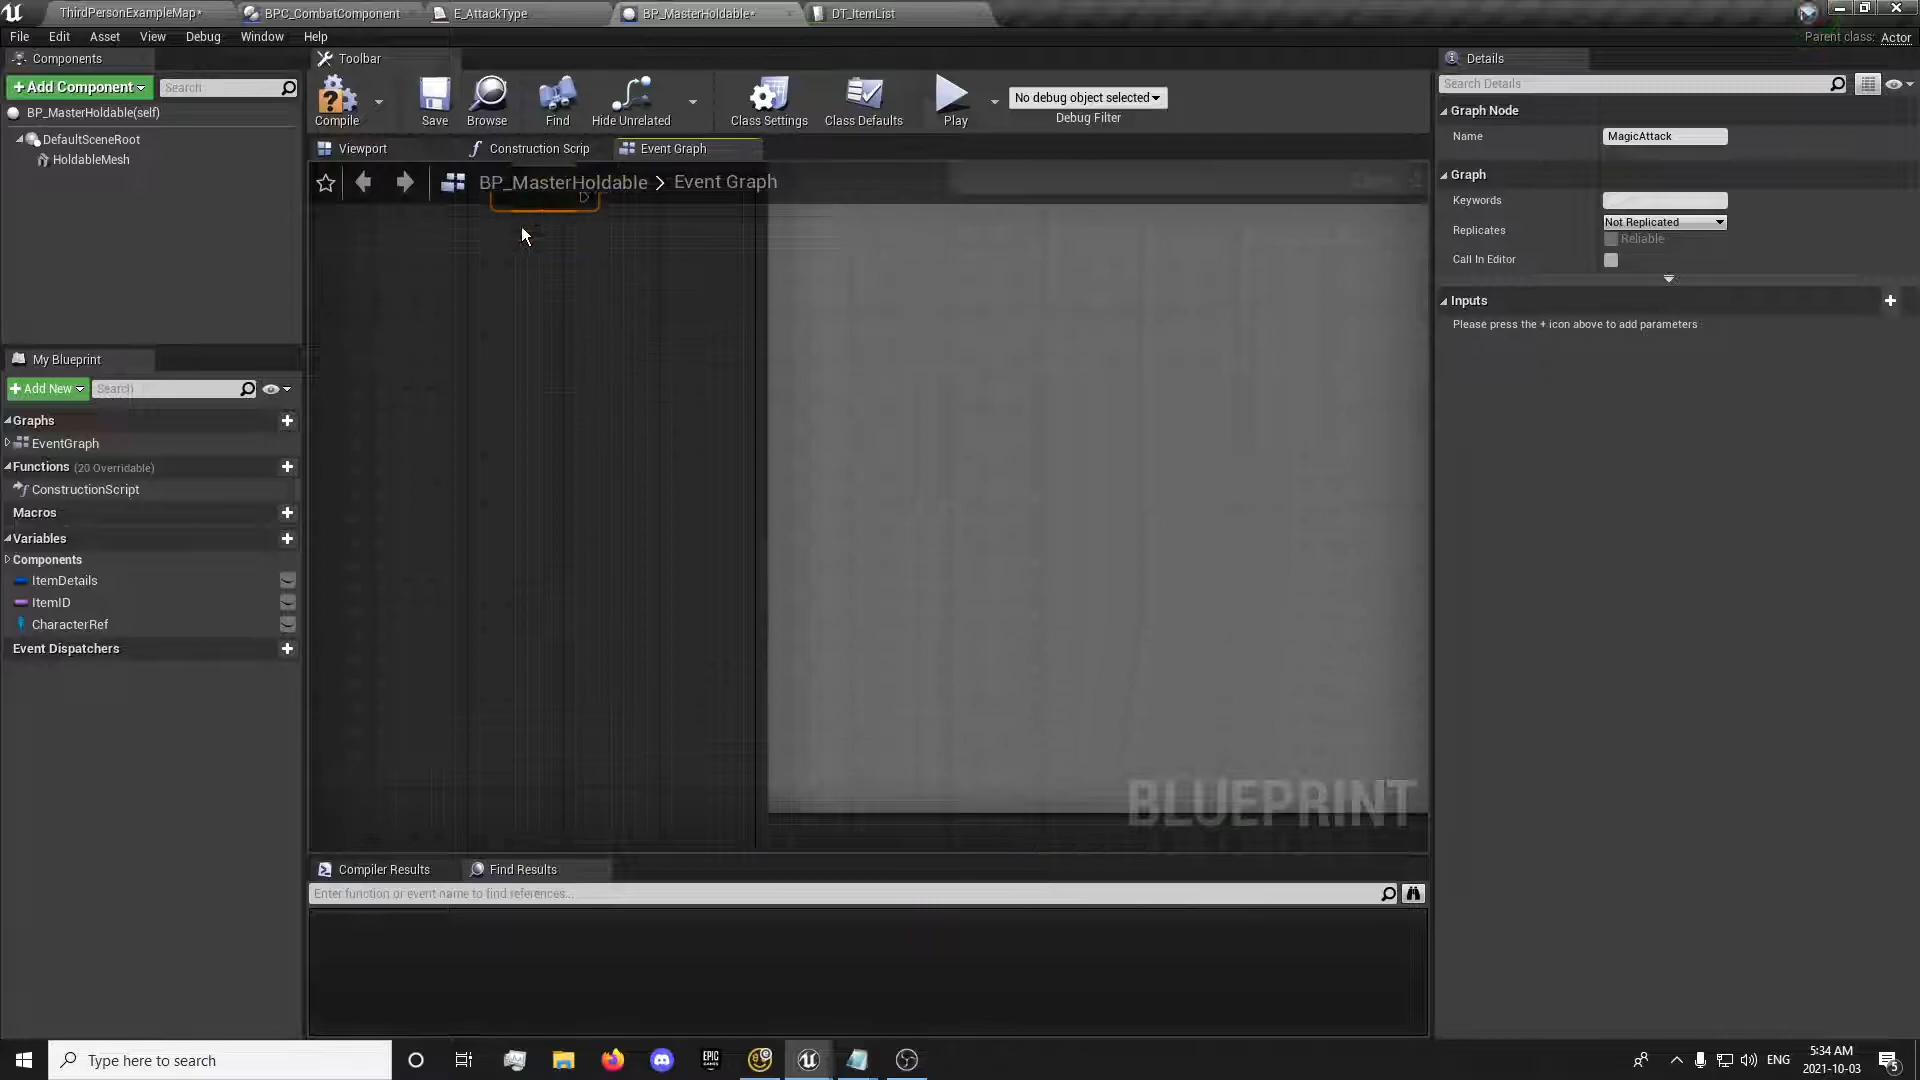 ThirdPersonExampleMap*
BPC_CombatComponent
E_AttackType
BP_MasterHoldable*
DT_ItemList
File Edit Asset View Debug Window Help
Parent class: Actor
Components
+Add Component
Search
BP_MasterHoldable(self)
DefaultSceneRoot
HoldableMesh
Toolbar
Compile
Save
Browse
Find
Hide Unrelated
Class Settings
Class Defaults
Play
No debug object selected
Debug Filter
Viewport
Construction Scrip
Event Graph
BP_MasterHoldable > Event Graph
BLUEPRINT
My Blueprint
+Add New
Search
Graphs
EventGraph
Functions (20 Overridable)
ConstructionScript
Macros
Variables
Components
ItemDetails
ItemID
CharacterRef
Event Dispatchers
Compiler Results
Find Results
Enter function or event name to find references...
Details
Search Details
Graph Node
Name MagicAttack
Graph
Keywords
Replicates Not Replicated
Reliable
Call In Editor
Inputs
Please press the + icon above to add parameters
Type here to search
EPIC
GAMES
ENG
5:34 AM
2021-10-03
5